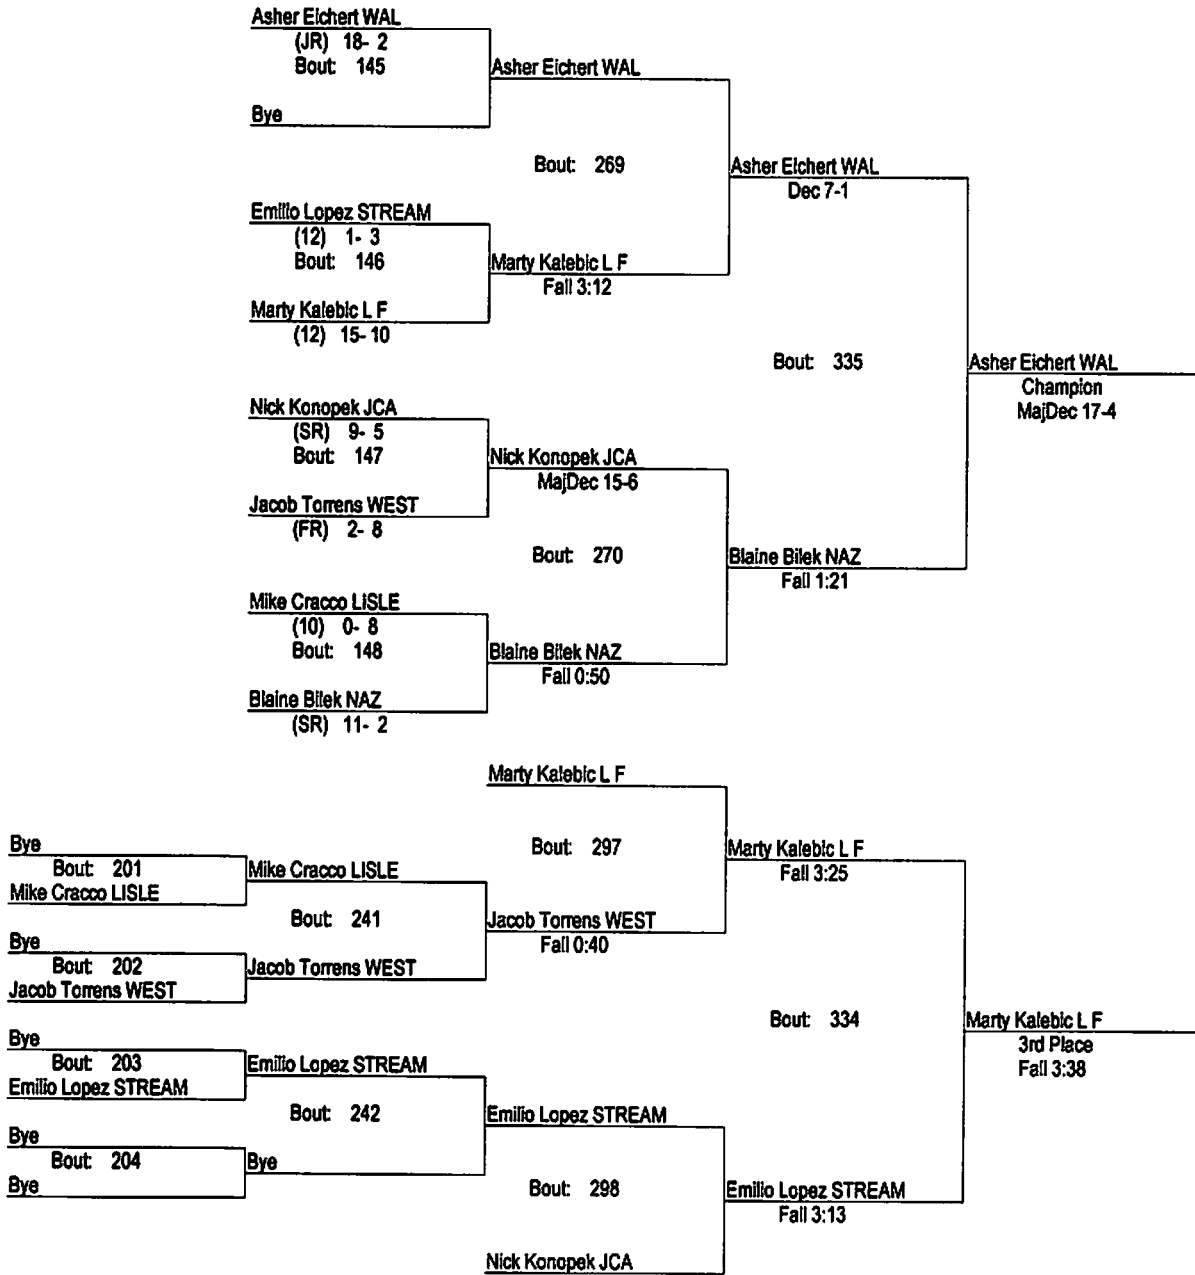 Asher Eichert WAL
(JR) 18- 2
Bout: 145
Asher Eichert WAL
Bye
Bout: 269
Asher Eichert WAL
Dec 7-1
Emilio Lopez STREAM
(12) 1- 3
Bout: 146
Marty Kalebic L F
Fall 3:12
Marty Kalebic L F
(12) 15- 10
Bout: 335
Asher Eichert WAL
Champion
MajDec 17-4
Nick Konopek JCA
(SR) 9- 5
Bout: 147
Nick Konopek JCA
MajDec 15-6
Jacob Torrens WEST
(FR) 2- 8
Bout: 270
Blaine Bilek NAZ
Fall 1:21
Mike Cracco LISLE
(10) 0- 8
Bout: 148
Blaine Bilek NAZ
Fall 0:50
Blaine Bilek NAZ
(SR) 11- 2
Marty Kalebic L F
Bout: 297
Marty Kalebic L F
Fall 3:25
Bye
Bout: 201
Mike Cracco LISLE
Mike Cracco LISLE
Bout: 241
Jacob Torrens WEST
Fall 0:40
Bye
Bout: 202
Jacob Torrens WEST
Jacob Torrens WEST
Bout: 334
Marty Kalebic L F
3rd Place
Fall 3:38
Bye
Bout: 203
Emilio Lopez STREAM
Emilio Lopez STREAM
Bout: 242
Emilio Lopez STREAM
Bye
Bout: 204
Bye
Bye
Bout: 298
Emilio Lopez STREAM
Fall 3:13
Nick Konopek JCA